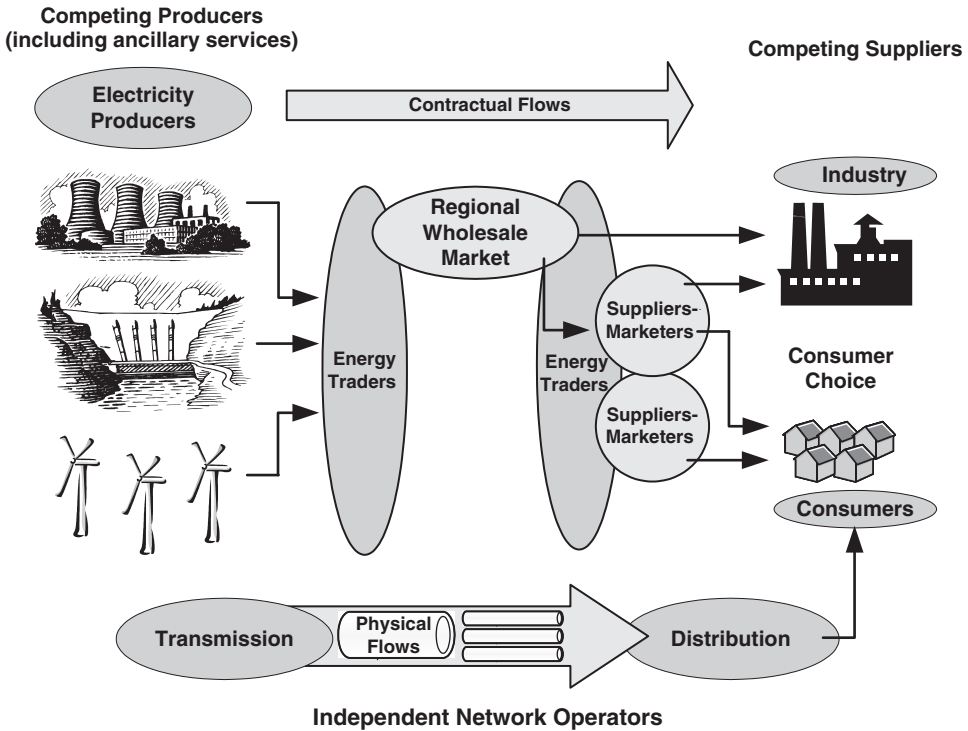 Competing Producers
(including ancillary services)
Competing Suppliers
Electricity
Producers
Contractual Flows
Industry
Regional
Wholesale
Market
Suppliers-
Marketers
Energy
Traders
Energy
Traders
Consumer
Choice
Suppliers-
Marketers
Consumers
Transmission
Physical
Flows
Distribution
Independent Network Operators